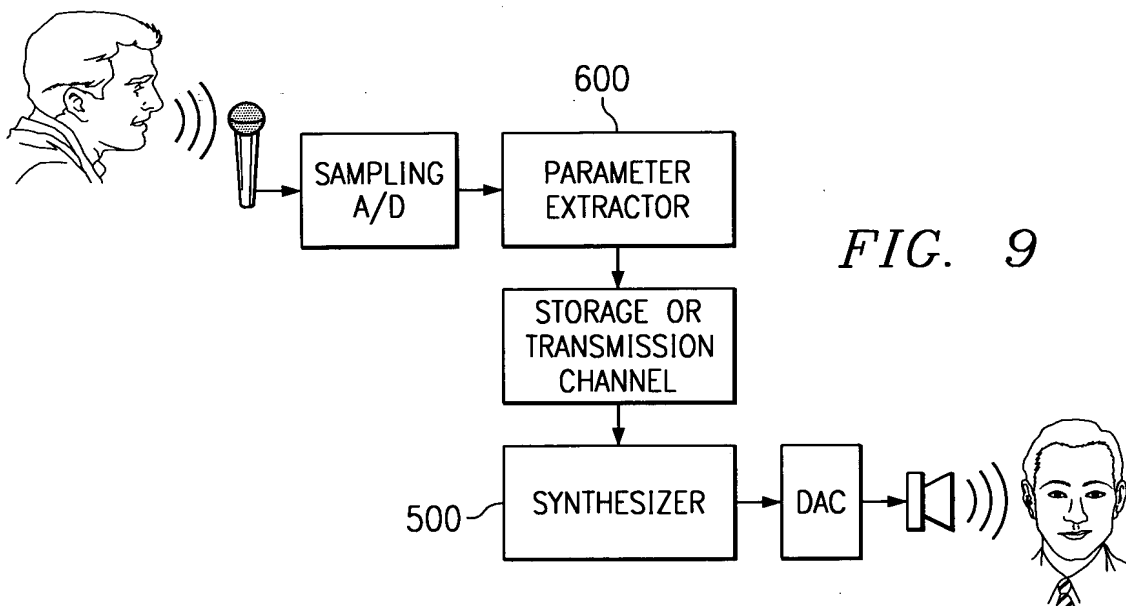 600
SAMPLING
A/D
PARAMETER
EXTRACTOR
FIG. 9
STORAGE OR
TRANSMISSION
CHANNEL
500
SYNTHESIZER
DAC